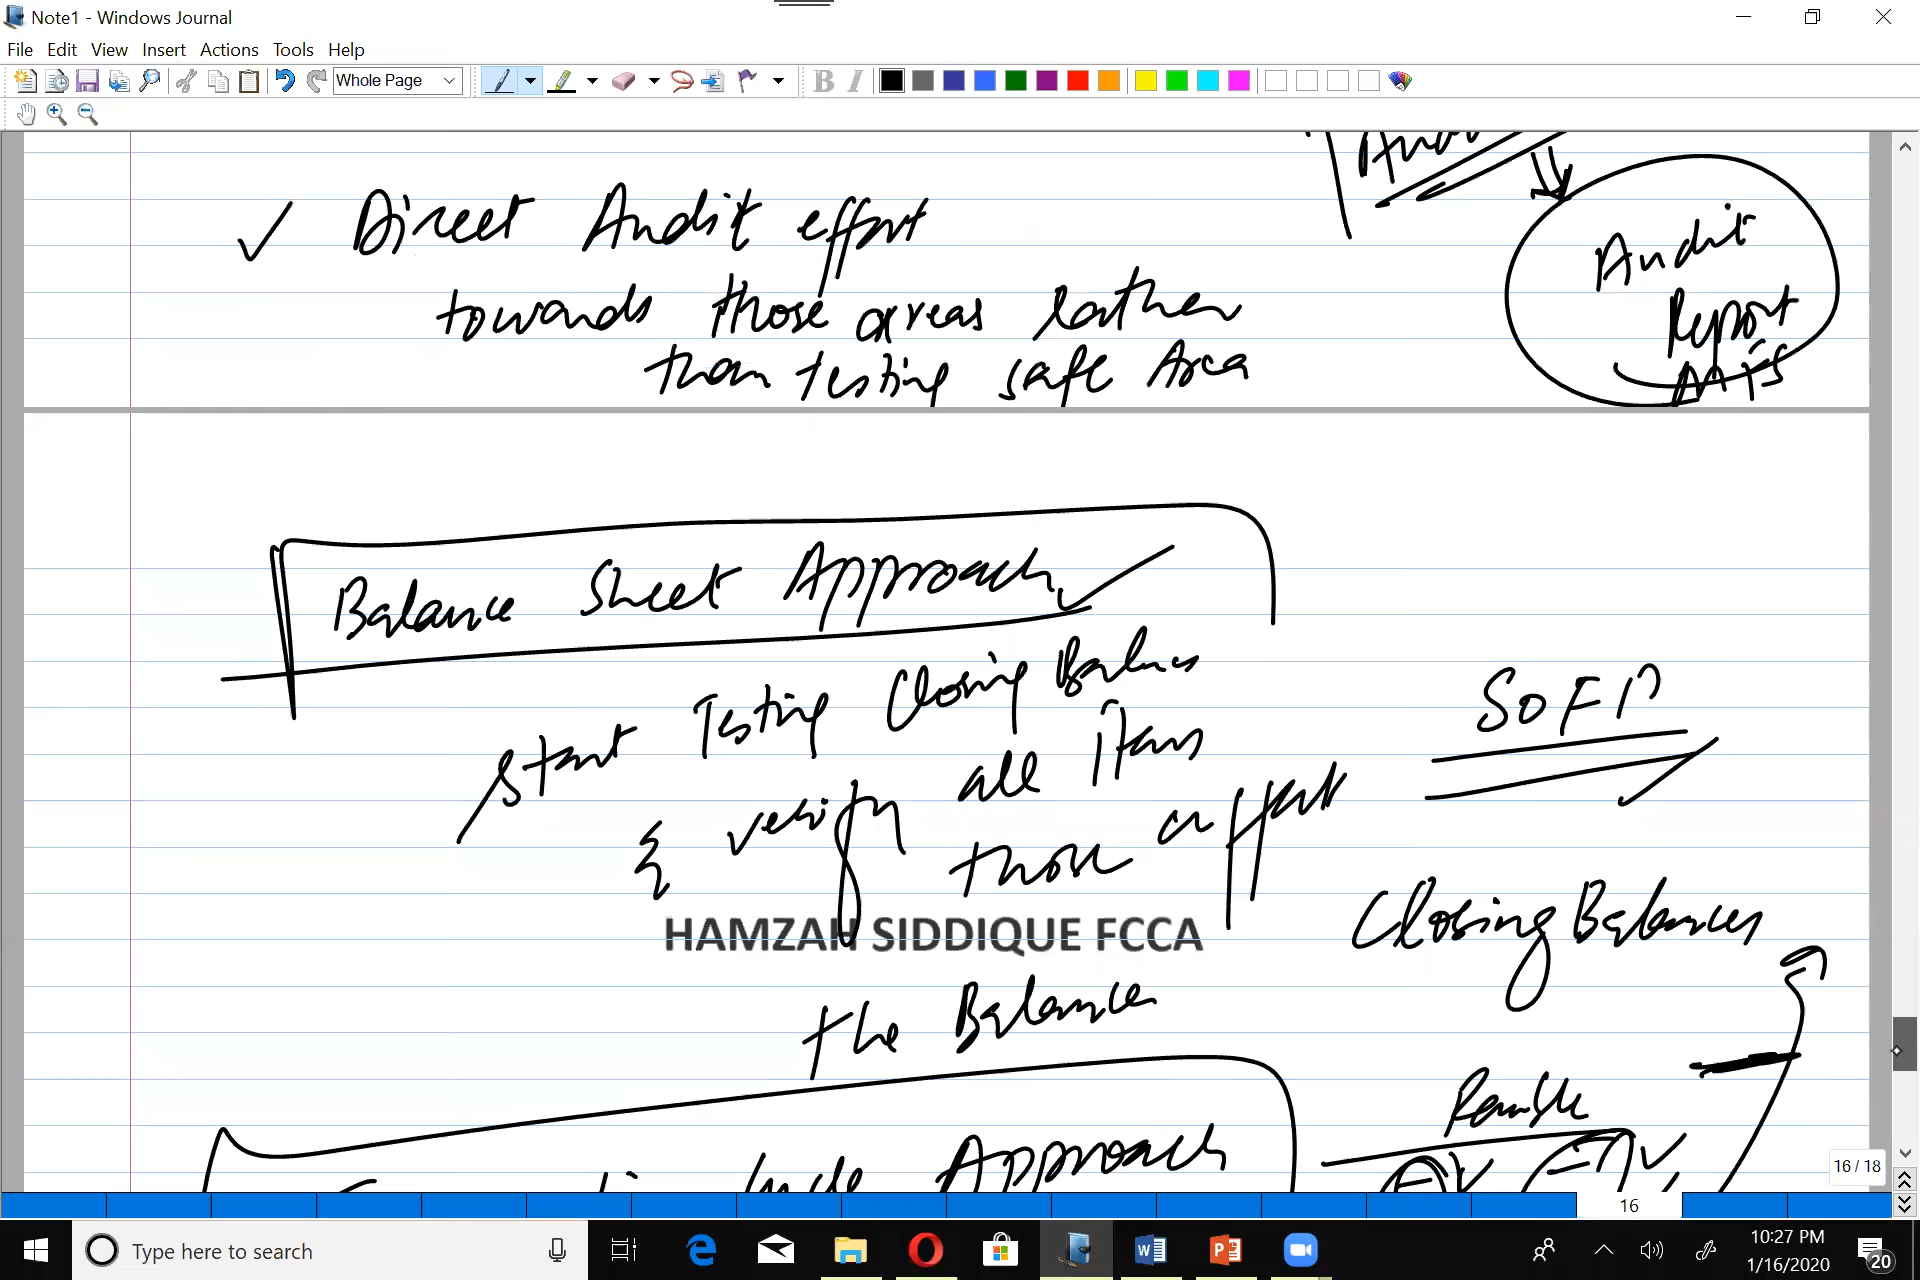 Note1 - Windows Journal
File Edit View Insert Actions Tools Help
Whole Page
B I
Direct Audit effort
towards those areas rather
than testing safe Area
Audit
Report
Balance Sheet Approach
start Testing Closing Balances
& verify all items
those affect
the Balances
SOFP
Closing Balances
HAMZAH SIDDIQUE FCCA
Approach
16 / 18
16
Type here to search
10:27 PM
1/16/2020
20